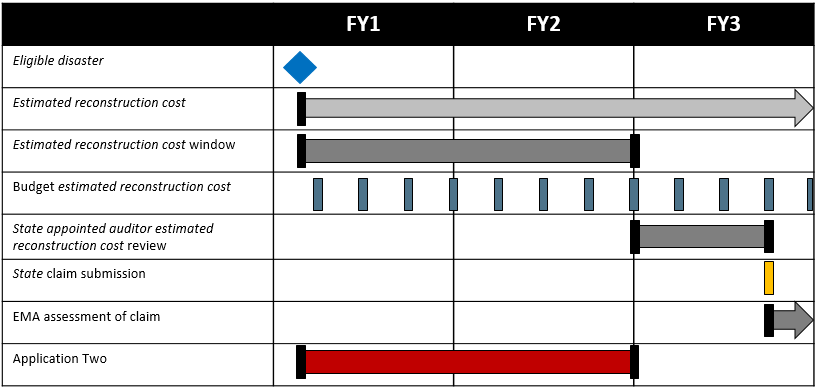 FY1 FY2 FY3
Eligible disaster
Estimated reconstruction cost
Estimated reconstruction cost window
Budget estimated reconstruction cost
State appointed auditor estimated
reconstruction cost review
State claim submission
EMA assessment of claim
Application Two